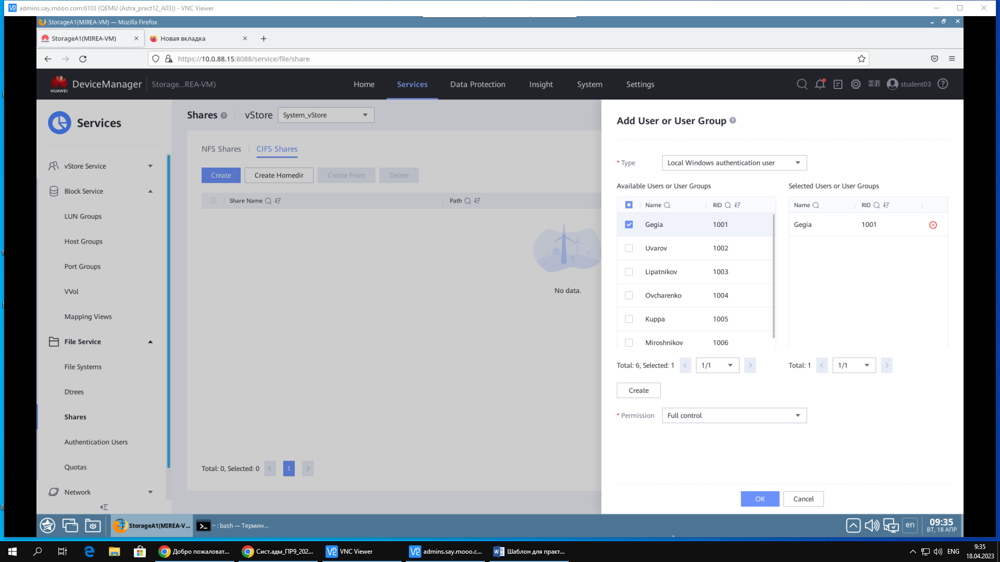 admins.say.mooo.com:6103 (QEMU (Astra_pract12_A03)) - VNC Viewer
StorageA1(MIREA-VM) — Mozilla Firefox
StorageA1(MIREA-VM)
Новая вкладка
https://10.0.88.15:8088/service/file/share
HUAWEI
DeviceManager
Storage...REA-VM)
Home
Services
Data Protection
Insight
System
Settings
student03
Services
vStore Service
Block Service
LUN Groups
Host Groups
Port Groups
VVol
Mapping Views
File Service
File Systems
Dtrees
Shares
Authentication Users
Quotas
Network
Shares
vStore
System_vStore
NFS Shares
CIFS Shares
Create
Create Homedir
Create From
Delete
Share Name
Path
No data.
Total: 0, Selected: 0
1
Add User or User Group
* Type
Local Windows authentication user
Available Users or User Groups
Name RID
Gegia 1001
Uvarov 1002
Lipatnikov 1003
Ovcharenko 1004
Kuppa 1005
Miroshnikov 1006
Total: 6, Selected: 1
1/1
Selected Users or User Groups
Name RID
Gegia 1001
Total: 1
1/1
Create
* Permission
Full control
OK
Cancel
StorageA1(MIREA-V...
~ : bash — Термин...
en
09:35
ВТ, 18 АПР
Добро пожаловат...
Сист.адм_ПР9_202...
VNC Viewer
admins.say.mooo.c...
Шаблон для практ...
ENG
9:35
18.04.2023